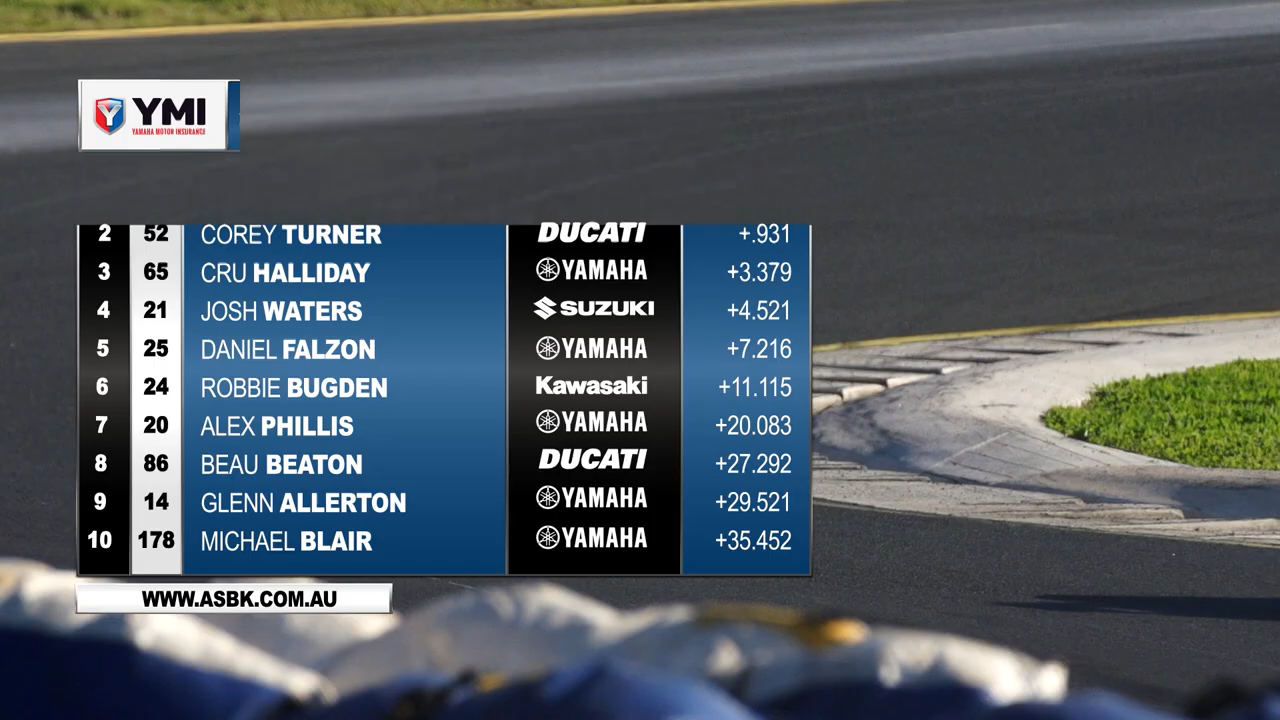 YMI
YAMAHA MOTOR INSURANCE
2 52 COREY TURNER DUCATI +.931
3 65 CRU HALLIDAY YAMAHA +3.379
4 21 JOSH WATERS SUZUKI +4.521
5 25 DANIEL FALZON YAMAHA +7.216
6 24 ROBBIE BUGDEN Kawasaki +11.115
7 20 ALEX PHILLIS YAMAHA +20.083
8 86 BEAU BEATON DUCATI +27.292
9 14 GLENN ALLERTON YAMAHA +29.521
10 178 MICHAEL BLAIR YAMAHA +35.452
WWW.ASBK.COM.AU